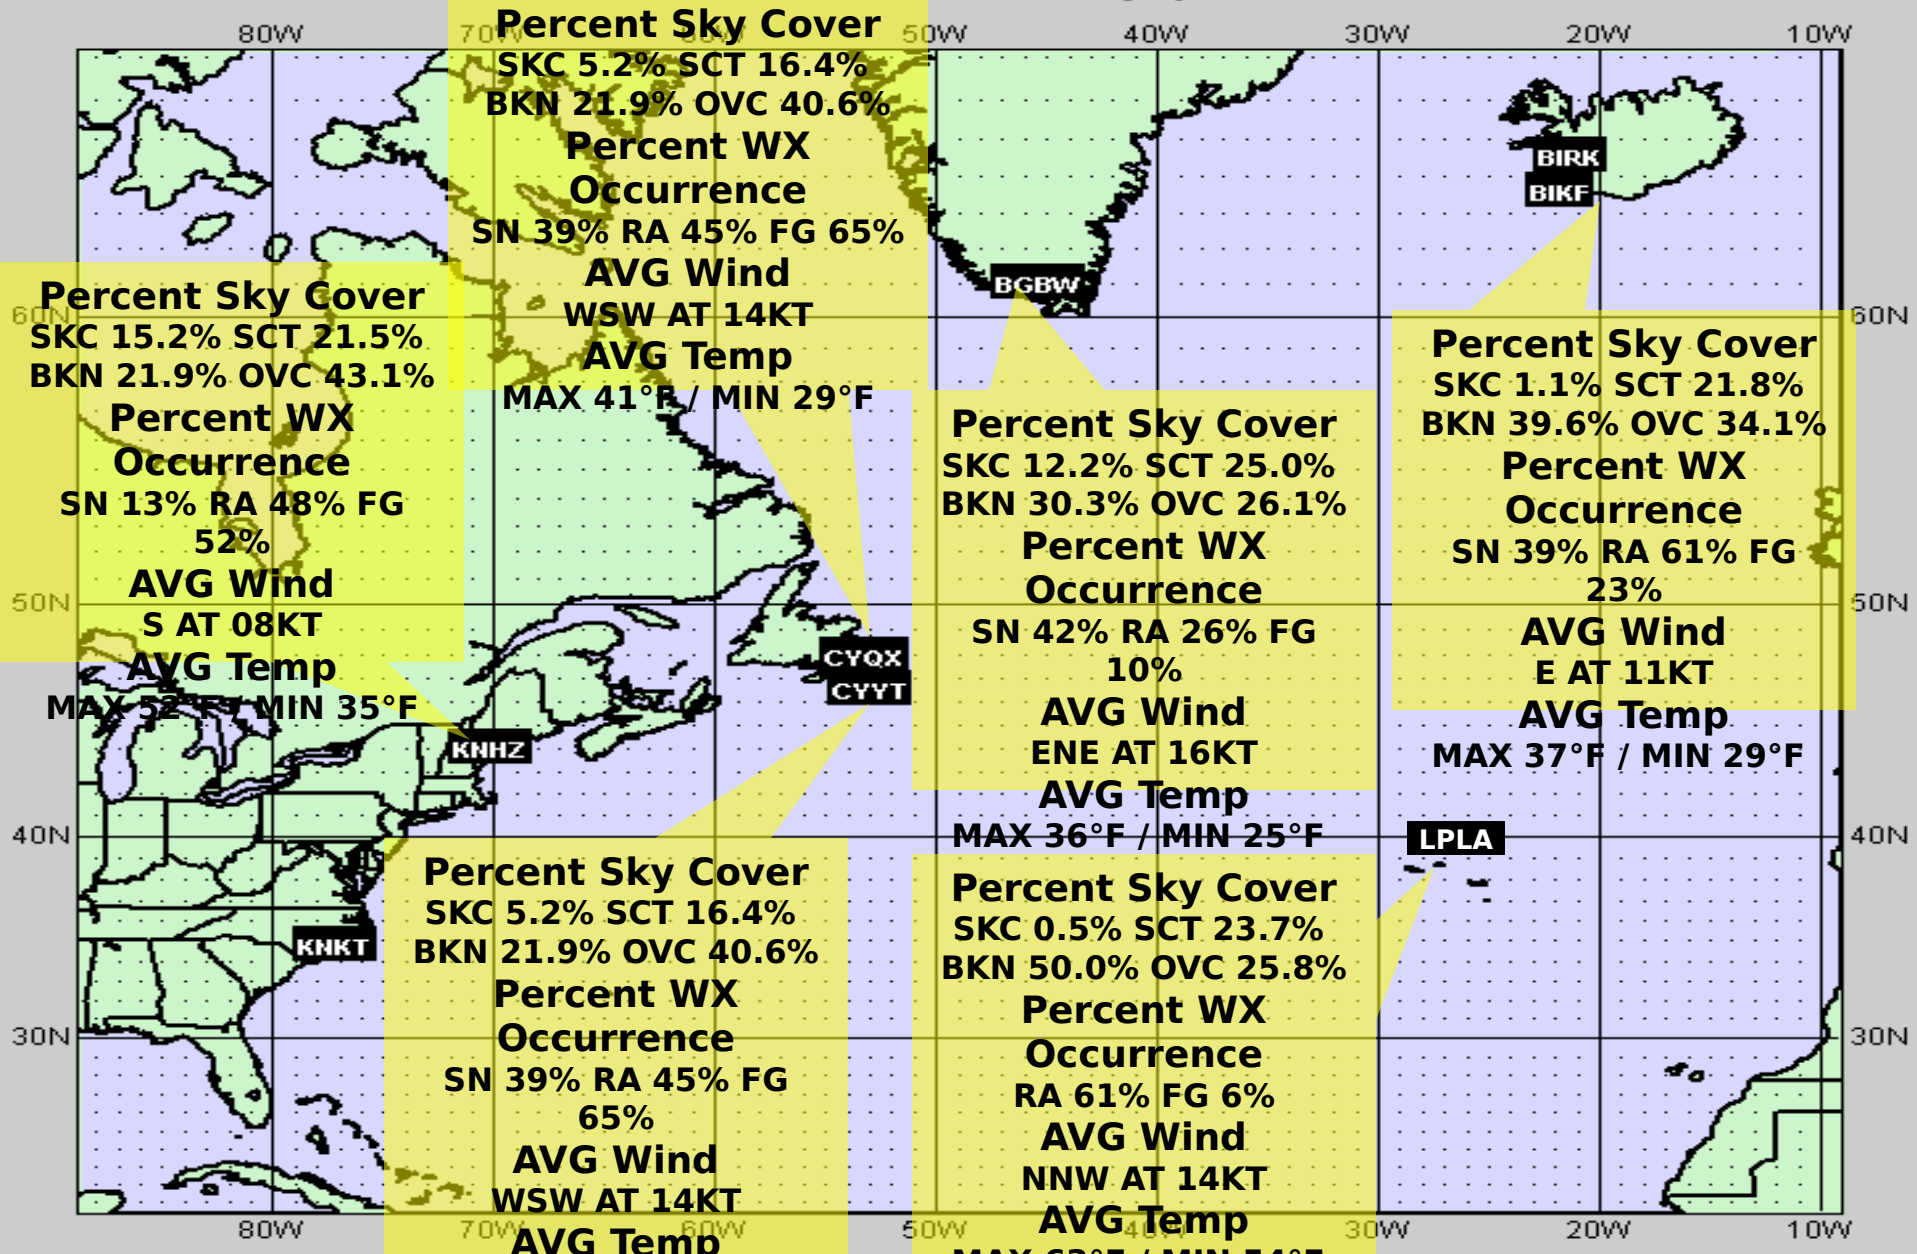 80W 70W 60W 50W 40W 30W 20W 10W
Percent Sky Cover
SKC 5.2% SCT 16.4%
BKN 21.9% OVC 40.6%
Percent WX
Occurrence
SN 39% RA 45% FG 65%
AVG Wind
WSW AT 14KT
AVG Temp
MAX 41°F / MIN 29°F
BIRK
BIKF
BGBW
60N
60N
Percent Sky Cover
SKC 15.2% SCT 21.5%
BKN 21.9% OVC 43.1%
Percent WX
Occurrence
SN 13% RA 48% FG
52%
AVG Wind
S AT 08KT
AVG Temp
MAX 52°F / MIN 35°F
Percent Sky Cover
SKC 12.2% SCT 25.0%
BKN 30.3% OVC 26.1%
Percent WX
Occurrence
SN 42% RA 26% FG
10%
AVG Wind
ENE AT 16KT
AVG Temp
MAX 36°F / MIN 25°F
Percent Sky Cover
SKC 1.1% SCT 21.8%
BKN 39.6% OVC 34.1%
Percent WX
Occurrence
SN 39% RA 61% FG
23%
AVG Wind
E AT 11KT
AVG Temp
MAX 37°F / MIN 29°F
50N
50N
CYQX
CYYT
KNHZ
40N
40N
LPLA
KNKT
Percent Sky Cover
SKC 5.2% SCT 16.4%
BKN 21.9% OVC 40.6%
Percent WX
Occurrence
SN 39% RA 45% FG
65%
AVG Wind
WSW AT 14KT
AVG Temp
Percent Sky Cover
SKC 0.5% SCT 23.7%
BKN 50.0% OVC 25.8%
Percent WX
Occurrence
RA 61% FG 6%
AVG Wind
NNW AT 14KT
AVG Temp
MAX 63°F / MIN 54°F
30N
30N
80W 70W 60W 50W 40W 30W 20W 10W